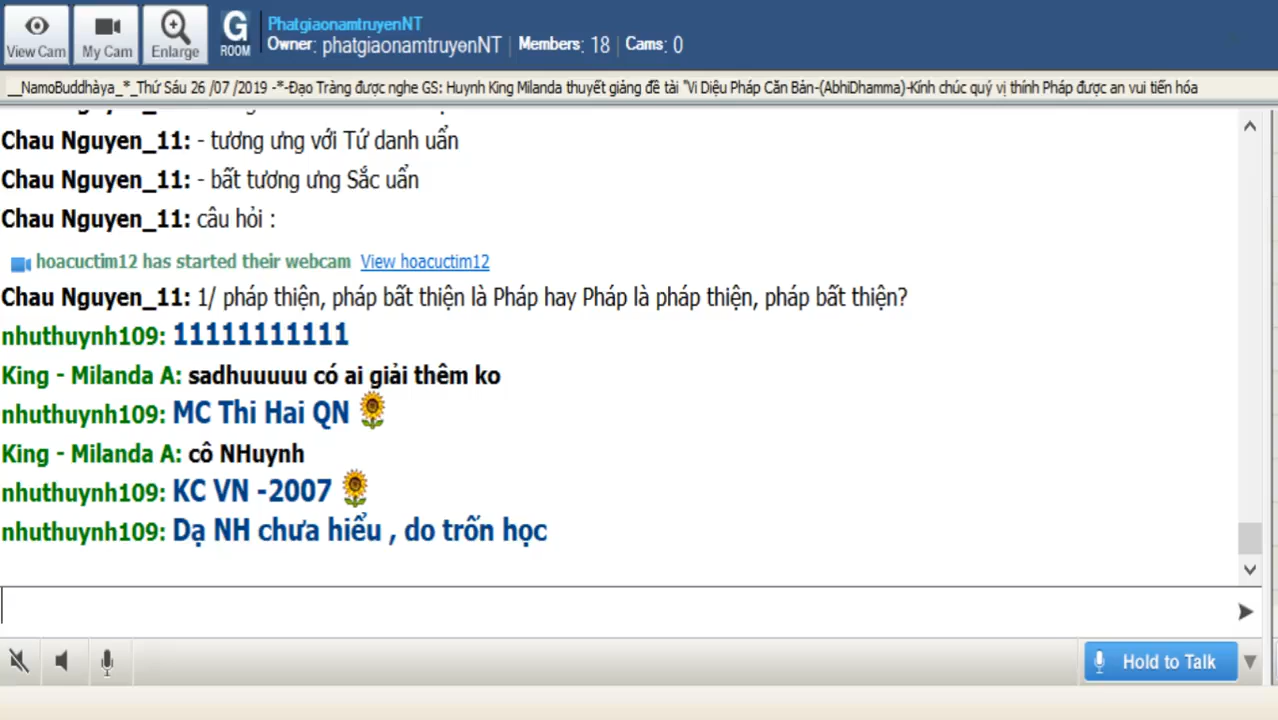 View Cam
My Cam
Enlarge
G ROOM
PhatgiaonamtruyenNT
Owner: phatgiaonamtruyenNT | Members: 18 | Cams: 0
__NamoBuddhàya_*_Thứ Sáu 26 /07 /2019 -*-Đạo Tràng được nghe GS: Huynh King Milanda thuyết giảng đề tài "Vi Diệu Pháp Căn Bản-(AbhiDhamma)-Kính chúc quý vị thính Pháp được an vui tiến hóa
Chau Nguyen_11: - tương ưng với Tứ danh uẩn
Chau Nguyen_11: - bất tương ưng Sắc uẩn
Chau Nguyen_11: câu hỏi :
hoacuctim12 has started their webcam View hoacuctim12
Chau Nguyen_11: 1/ pháp thiện, pháp bất thiện là Pháp hay Pháp là pháp thiện, pháp bất thiện?
nhuthuynh109: 11111111111
King - Milanda A: sadhuuuuu có ai giải thêm ko
nhuthuynh109: MC Thi Hai QN
King - Milanda A: cô NHuynh
nhuthuynh109: KC VN -2007
nhuthuynh109: Dạ NH chưa hiểu , do trốn học
Hold to Talk